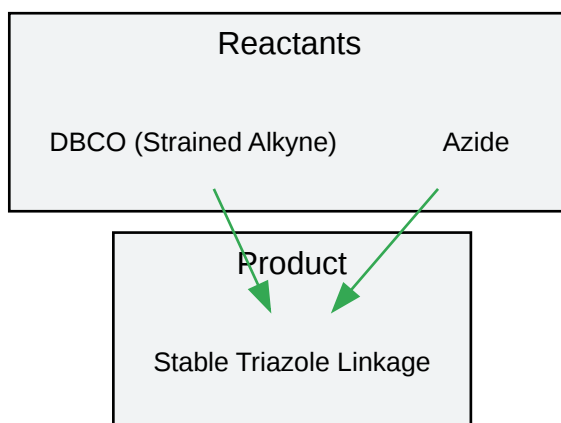 Reactants
DBCO (Strained Alkyne)
Azide
Product
Stable Triazole Linkage